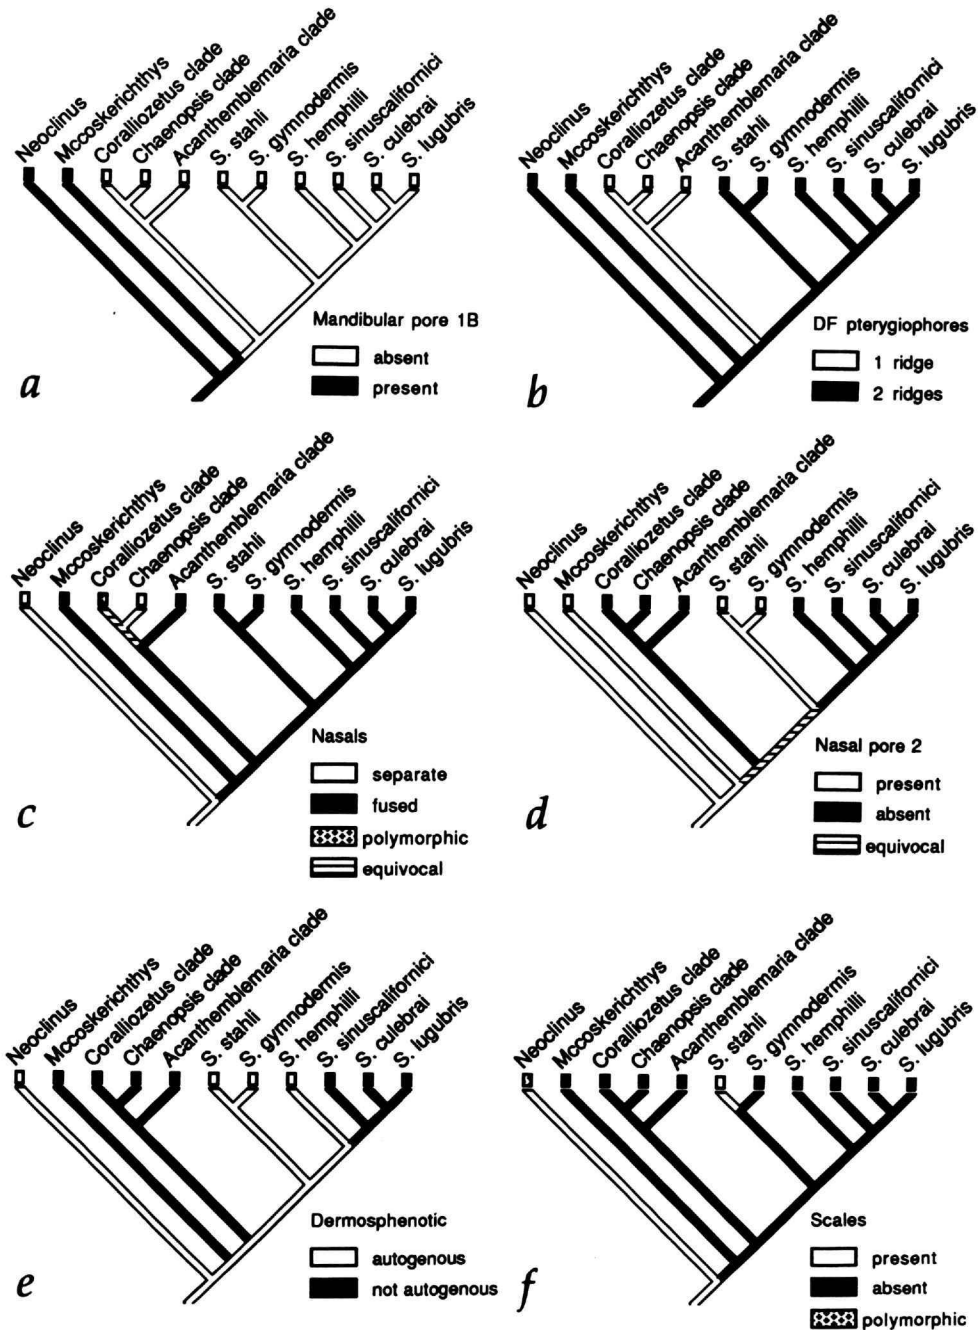 Neoclinus
Mccoskerichthys
Coralliozetus clade
Chaenopsis clade
Acanthemblemaria clade
S. stahli
S. gymnodermis
S. hemphilli
S. sinuscalifornici
S. culebrai
S. lugubris
Mandibular pore 1B
absent
present
a
Neoclinus
Mccoskerichthys
Coralliozetus clade
Chaenopsis clade
Acanthemblemaria clade
S. stahli
S. gymnodermis
S. hemphilli
S. sinuscalifornici
S. culebrai
S. lugubris
DF pterygiophores
1 ridge
2 ridges
b
Neoclinus
Mccoskerichthys
Coralliozetus clade
Chaenopsis clade
Acanthemblemaria clade
S. stahli
S. gymnodermis
S. hemphilli
S. sinuscalifornici
S. culebrai
S. lugubris
Nasals
separate
fused
polymorphic
equivocal
c
Neoclinus
Mccoskerichthys
Coralliozetus clade
Chaenopsis clade
Acanthemblemaria clade
S. stahli
S. gymnodermis
S. hemphilli
S. sinuscalifornici
S. culebrai
S. lugubris
Nasal pore 2
present
absent
equivocal
d
Neoclinus
Mccoskerichthys
Coralliozetus clade
Chaenopsis clade
Acanthemblemaria clade
S. stahli
S. gymnodermis
S. hemphilli
S. sinuscalifornici
S. culebrai
S. lugubris
Dermosphenotic
autogenous
not autogenous
e
Neoclinus
Mccoskerichthys
Coralliozetus clade
Chaenopsis clade
Acanthemblemaria clade
S. stahli
S. gymnodermis
S. hemphilli
S. sinuscalifornici
S. culebrai
S. lugubris
Scales
present
absent
polymorphic
f